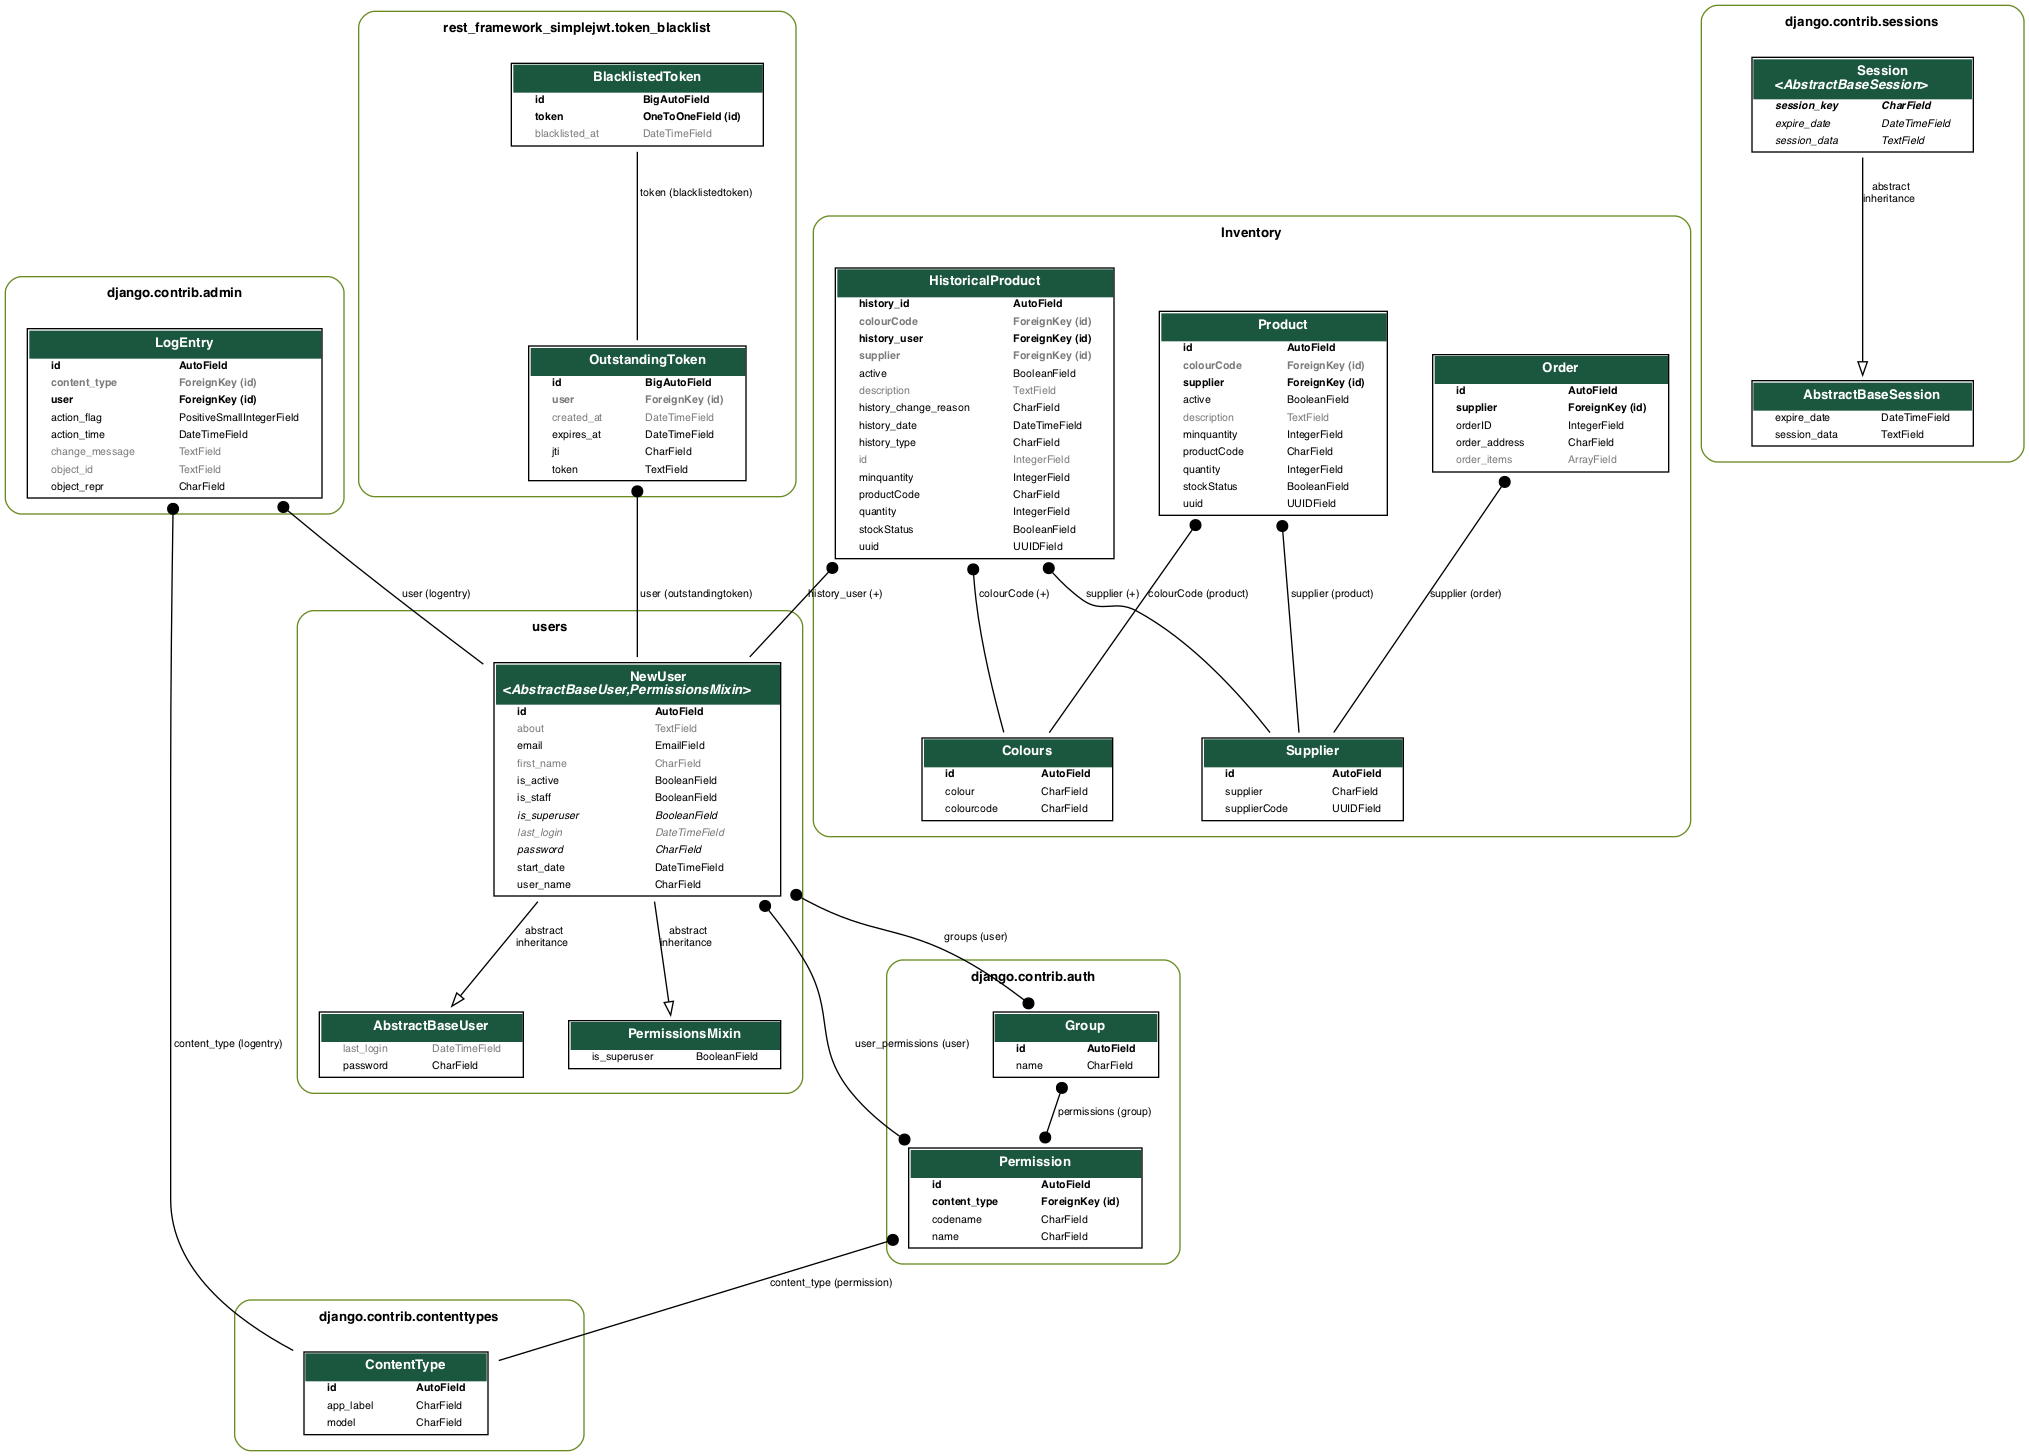 rest_framework_simplejwt.token_blacklist
BlacklistedToken
id BigAutoField
token OneToOneField (id)
blacklisted_at DateTimeField
token (blacklistedtoken)
OutstandingToken
id BigAutoField
user ForeignKey (id)
created_at DateTimeField
expires_at DateTimeField
jti CharField
token TextField
django.contrib.sessions
Session
<AbstractBaseSession>
session_key CharField
expire_date DateTimeField
session_data TextField
abstract
inheritance
AbstractBaseSession
expire_date DateTimeField
session_data TextField
django.contrib.admin
LogEntry
id AutoField
content_type ForeignKey (id)
user ForeignKey (id)
action_flag PositiveSmallIntegerField
action_time DateTimeField
change_message TextField
object_id TextField
object_repr CharField
Inventory
HistoricalProduct
history_id AutoField
colourCode ForeignKey (id)
history_user ForeignKey (id)
supplier ForeignKey (id)
active BooleanField
description TextField
history_change_reason CharField
history_date DateTimeField
history_type CharField
id IntegerField
minquantity IntegerField
productCode CharField
quantity IntegerField
stockStatus BooleanField
uuid UUIDField
Product
id AutoField
colourCode ForeignKey (id)
supplier ForeignKey (id)
active BooleanField
description TextField
minquantity IntegerField
productCode CharField
quantity IntegerField
stockStatus BooleanField
uuid UUIDField
Order
id AutoField
supplier ForeignKey (id)
orderID IntegerField
order_address CharField
order_items ArrayField
user (logentry)
user (outstandingtoken)
history_user (+)
colourCode (+)
supplier (+)
colourCode (product)
supplier (product)
supplier (order)
Colours
id AutoField
colour CharField
colourcode CharField
Supplier
id AutoField
supplier CharField
supplierCode UUIDField
users
NewUser
<AbstractBaseUser,PermissionsMixin>
id AutoField
about TextField
email EmailField
first_name CharField
is_active BooleanField
is_staff BooleanField
is_superuser BooleanField
last_login DateTimeField
password CharField
start_date DateTimeField
user_name CharField
abstract
inheritance
abstract
inheritance
AbstractBaseUser
last_login DateTimeField
password CharField
PermissionsMixin
is_superuser BooleanField
groups (user)
user_permissions (user)
content_type (logentry)
django.contrib.auth
Group
id AutoField
name CharField
permissions (group)
Permission
id AutoField
content_type ForeignKey (id)
codename CharField
name CharField
content_type (permission)
django.contrib.contenttypes
ContentType
id AutoField
app_label CharField
model CharField